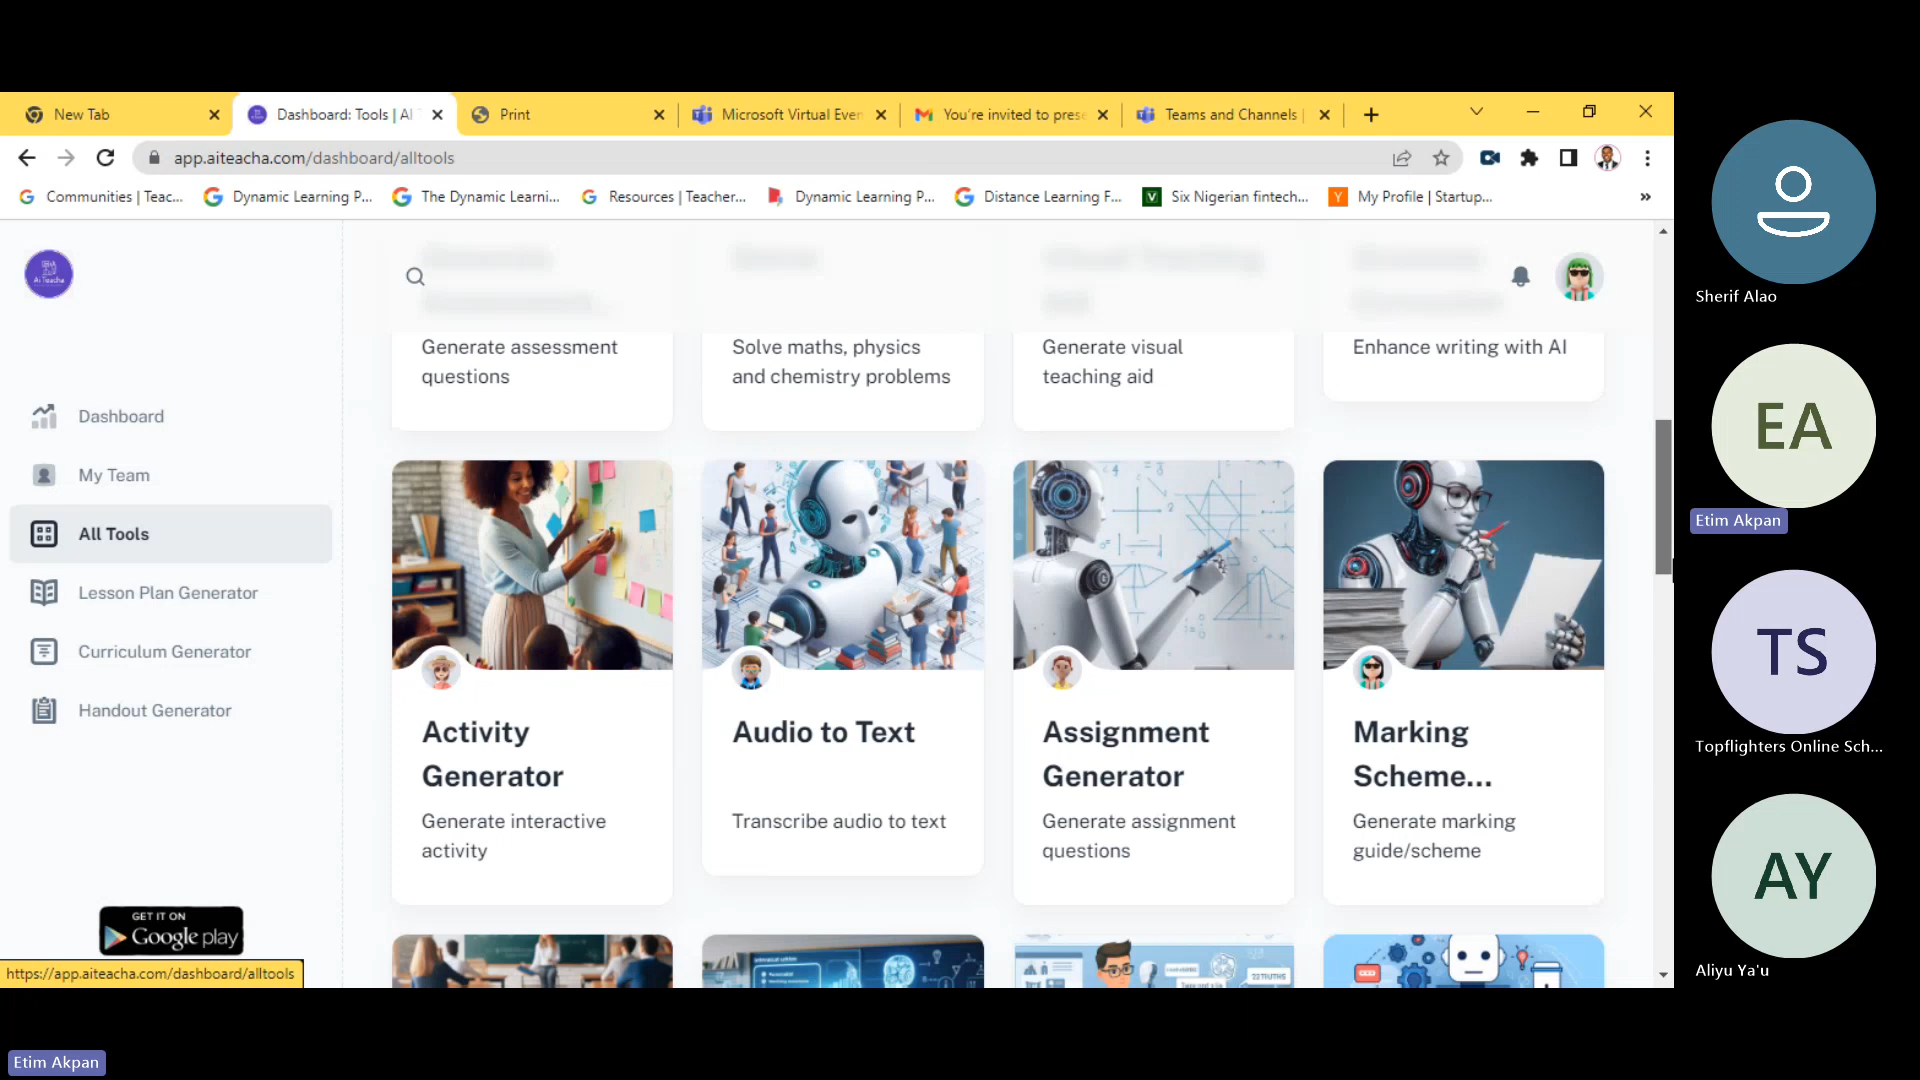 New Tab
Dashboard: Tools | AI
Print
Microsoft Virtual Even
You're invited to prese
Teams and Channels |
app.aiteacha.com/dashboard/alltools
Communities | Teac...
Dynamic Learning P...
The Dynamic Learni...
Resources | Teacher...
Dynamic Learning P...
Distance Learning F...
Six Nigerian fintech...
My Profile | Startup...
»
Ai Teacha
Dashboard
My Team
All Tools
Lesson Plan Generator
Curriculum Generator
Handout Generator
GET IT ON
Google play
https://app.aiteacha.com/dashboard/alltools
Generate assessment
questions
Solve maths, physics
and chemistry problems
Generate visual
teaching aid
Enhance writing with AI
Activity
Generator
Generate interactive
activity
Audio to Text
Transcribe audio to text
Assignment
Generator
Generate assignment
questions
Marking
Scheme...
Generate marking
guide/scheme
Sherif Alao
EA
Etim Akpan
TS
Topflighters Online Sch...
AY
Aliyu Ya'u
Etim Akpan